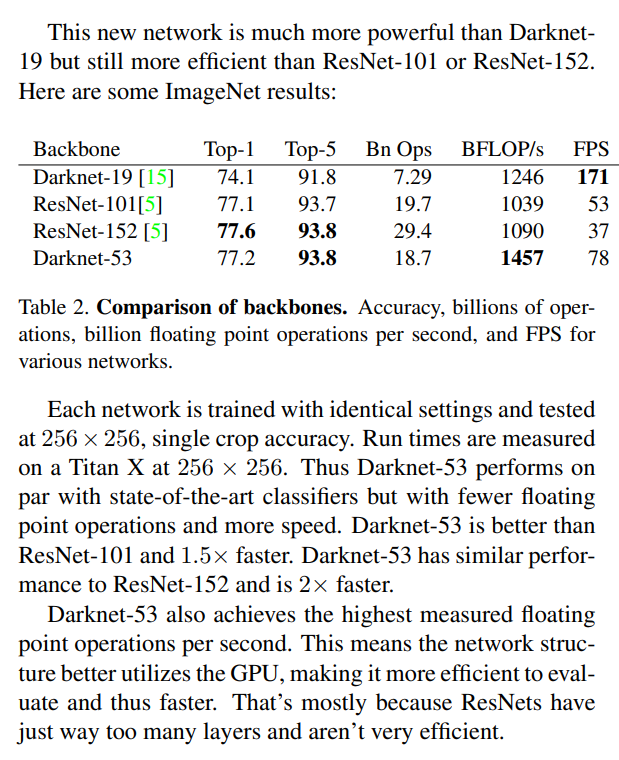 This new network is much more powerful than Darknet-
19 but still more efficient than ResNet-101 or ResNet-152.
Here are some ImageNet results:
Backbone Top-1 Top-5 Bn Ops BFLOP/s FPS
Darknet-19 [15] 74.1 91.8 7.29 1246 171
ResNet-101[5] 77.1 93.7 19.7 1039 53
ResNet-152 [5] 77.6 93.8 29.4 1090 37
Darknet-53 77.2 93.8 18.7 1457 78
Table 2. Comparison of backbones. Accuracy, billions of oper-
ations, billion floating point operations per second, and FPS for
various networks.
Each network is trained with identical settings and tested
at 256 × 256, single crop accuracy. Run times are measured
on a Titan X at 256 × 256. Thus Darknet-53 performs on
par with state-of-the-art classifiers but with fewer floating
point operations and more speed. Darknet-53 is better than
ResNet-101 and 1.5× faster. Darknet-53 has similar perfor-
mance to ResNet-152 and is 2× faster.
Darknet-53 also achieves the highest measured floating
point operations per second. This means the network struc-
ture better utilizes the GPU, making it more efficient to eval-
uate and thus faster. That's mostly because ResNets have
just way too many layers and aren't very efficient.